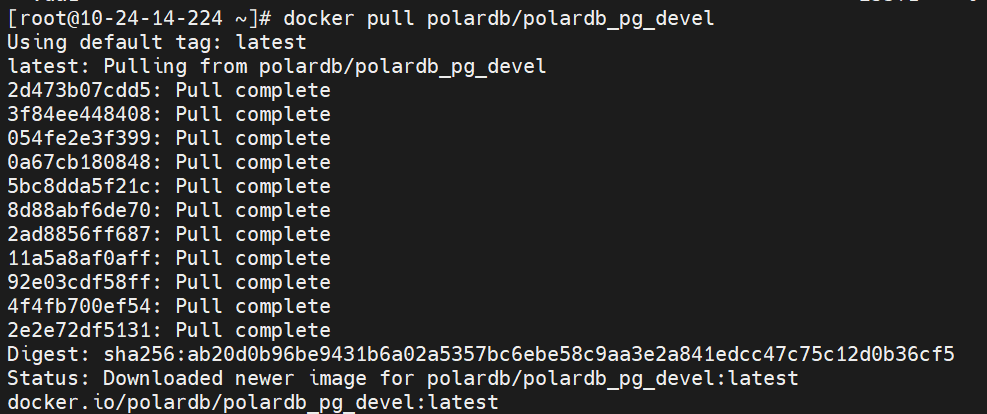 [root@10-24-14-224 ~]# docker pull polardb/polardb_pg_devel
Using default tag: latest
latest: Pulling from polardb/polardb_pg_devel
2d473b07cdd5: Pull complete
3f84ee448408: Pull complete
054fe2e3f399: Pull complete
0a67cb180848: Pull complete
5bc8dda5f21c: Pull complete
8d88abf6de70: Pull complete
2ad8856ff687: Pull complete
11a5a8af0aff: Pull complete
92e03cdf58ff: Pull complete
4f4fb700ef54: Pull complete
2e2e72df5131: Pull complete
Digest: sha256:ab20d0b96be9431b6a02a5357bc6ebe58c9aa3e2a841edcc47c75c12d0b36cf5
Status: Downloaded newer image for polardb/polardb_pg_devel:latest
docker.io/polardb/polardb_pg_devel:latest